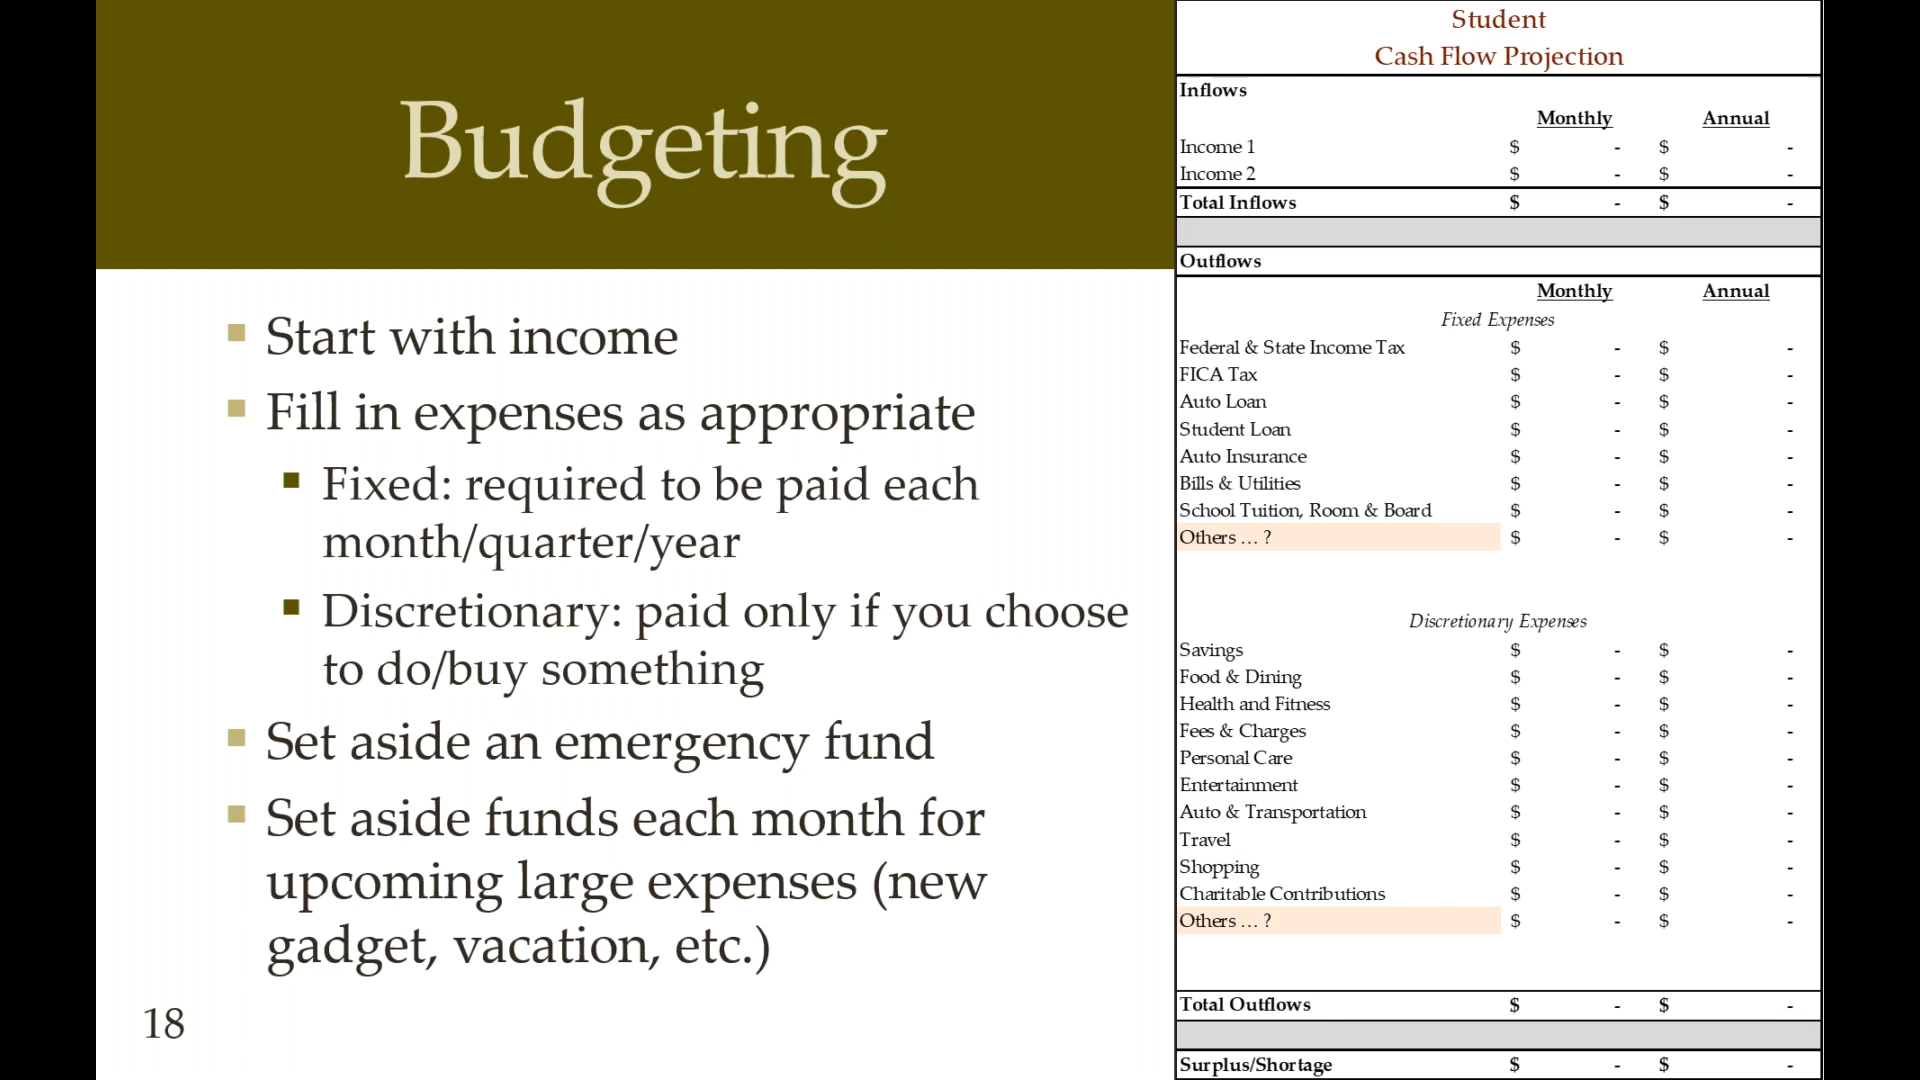 Budgeting
Start with income
Fill in expenses as appropriate
Fixed: required to be paid each
month/quarter/year
Discretionary: paid only if you choose
to do/buy something
Set aside an emergency fund
Set aside funds each month for
upcoming large expenses (new
gadget, vacation, etc.)
18
Student
Cash Flow Projection
Inflows
Monthly Annual
Income 1 $ - $ -
Income 2 $ - $ -
Total Inflows $ - $ -
Outflows
Monthly Annual
Fixed Expenses
Federal & State Income Tax $ - $ -
FICA Tax $ - $ -
Auto Loan $ - $ -
Student Loan $ - $ -
Auto Insurance $ - $ -
Bills & Utilities $ - $ -
School Tuition, Room & Board $ - $ -
Others … ? $ - $ -
Discretionary Expenses
Savings $ - $ -
Food & Dining $ - $ -
Health and Fitness $ - $ -
Fees & Charges $ - $ -
Personal Care $ - $ -
Entertainment $ - $ -
Auto & Transportation $ - $ -
Travel $ - $ -
Shopping $ - $ -
Charitable Contributions $ - $ -
Others … ? $ - $ -
Total Outflows $ - $ -
Surplus/Shortage $ - $ -